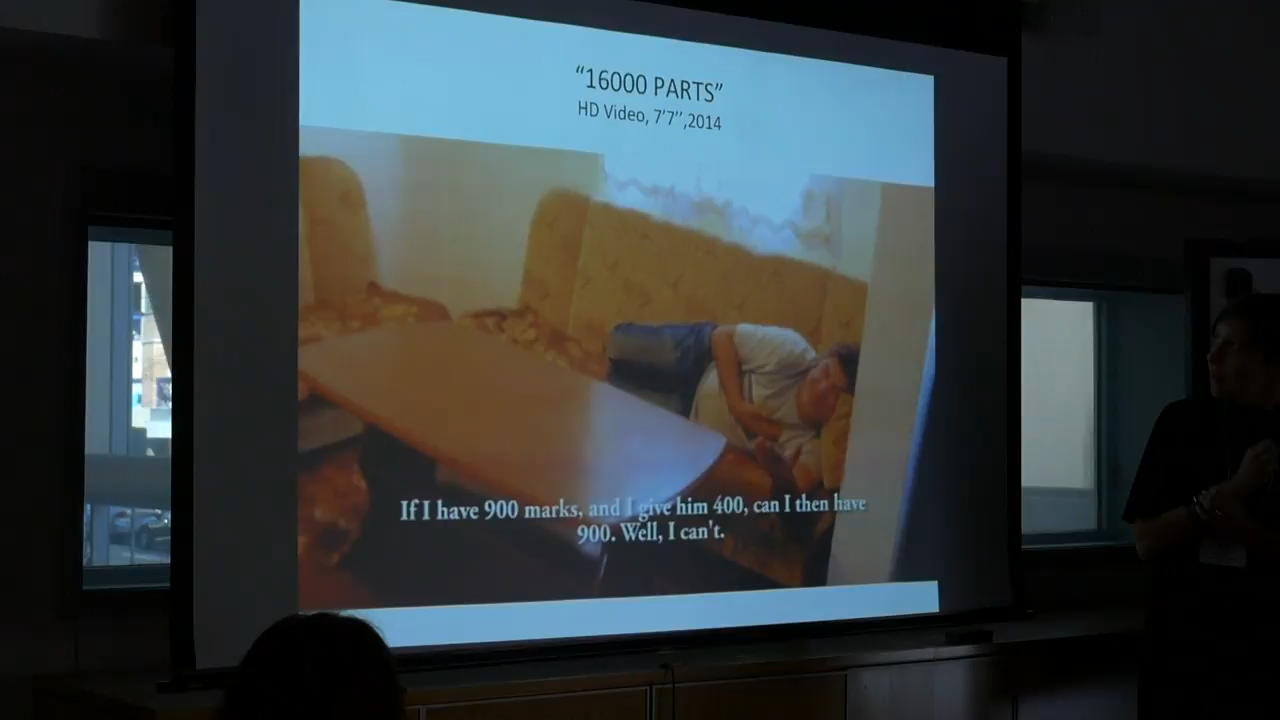 “16000 PARTS”
HD Video, 7’7’’,2014
If I have 900 marks, and I give him 400, can I then have
900. Well, I can't.